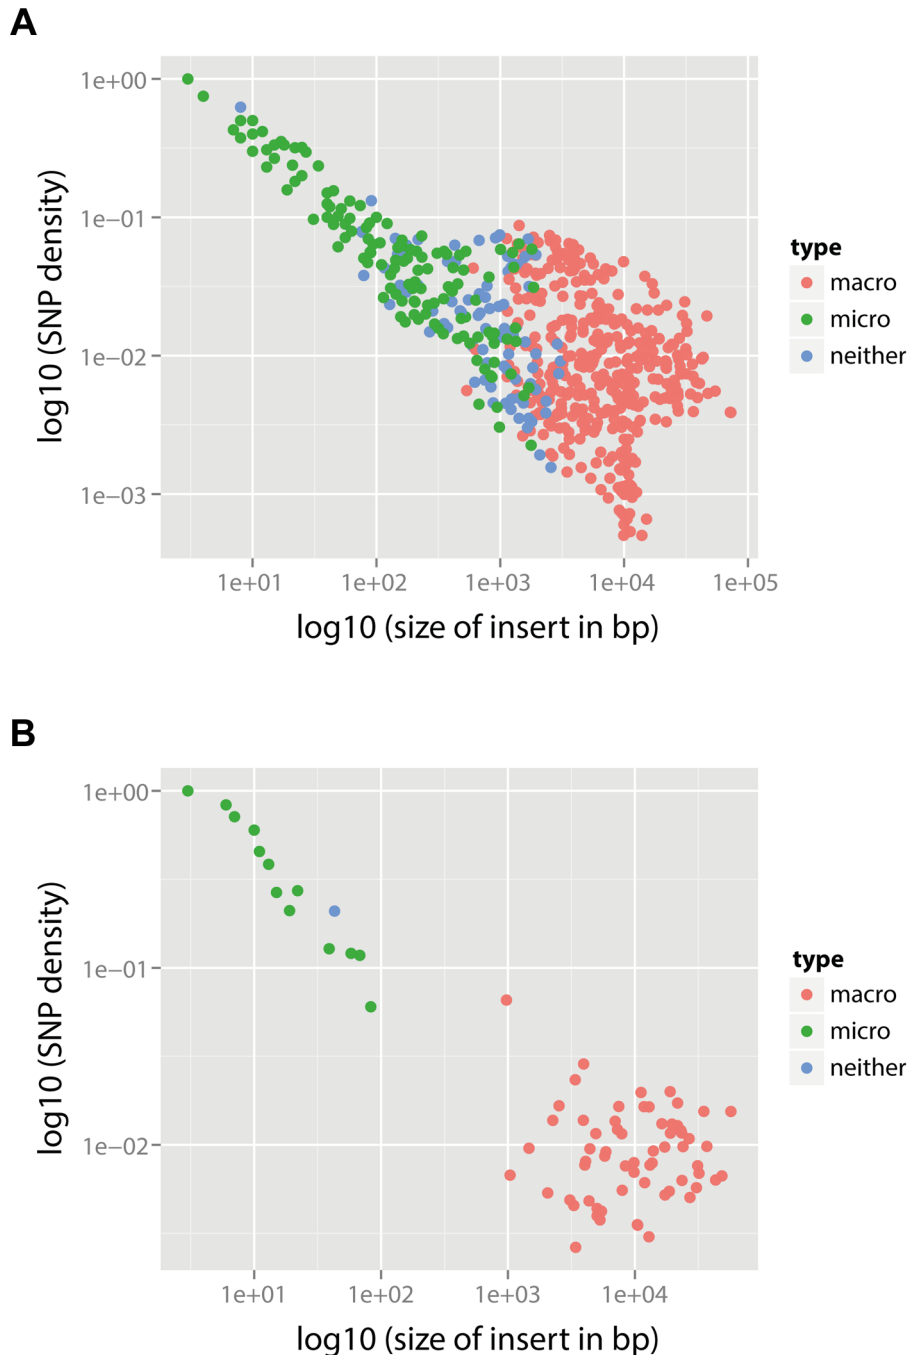 A
log10 (SNP density)
1e+00
1e−01
1e−02
1e−03
1e+01 1e+02 1e+03 1e+04 1e+05
log10 (size of insert in bp)
type
macro
micro
neither
B
log10 (SNP density)
1e+00
1e−01
1e−02
1e+01 1e+02 1e+03 1e+04
log10 (size of insert in bp)
type
macro
micro
neither